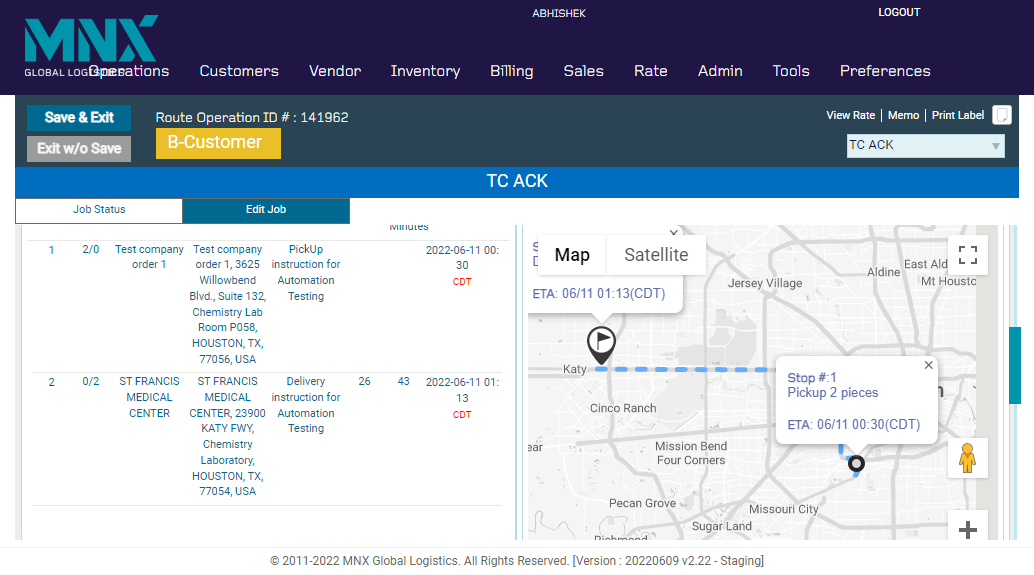 ABHISHEK
LOGOUT
MNX
GLOBAL LOGISTICS
Operations Customers Vendor Inventory Billing Sales Rate Admin Tools Preferences
Save & Exit
Exit w/o Save
Route Operation ID # : 141962
B-Customer
View Rate | Memo | Print Label
TC ACK
TC ACK
Job Status
Edit Job
Minutes
1
2/0
Test company
order 1
Test company
order 1, 3625
Willowbend
Blvd., Suite 132,
Chemistry Lab
Room P058,
HOUSTON, TX,
77056, USA
PickUp
instruction for
Automation
Testing
2022-06-11 00:
30
CDT
2
0/2
ST FRANCIS
MEDICAL
CENTER
ST FRANCIS
MEDICAL
CENTER, 23900
KATY FWY,
Chemistry
Laboratory,
HOUSTON, TX,
77054, USA
Delivery
instruction for
Automation
Testing
26
43
2022-06-11 01:
13
CDT
Map
Satellite
ETA: 06/11 01:13(CDT)
Jersey Village
Aldine
East Ald
Mt Housto
Katy
Cinco Ranch
Stop #:1
Pickup 2 pieces
ETA: 06/11 00:30(CDT)
Mission Bend
Four Corners
Pecan Grove
Missouri City
Sugar Land
Richmond
© 2011-2022 MNX Global Logistics. All Rights Reserved. [Version : 20220609 v2.22 - Staging]